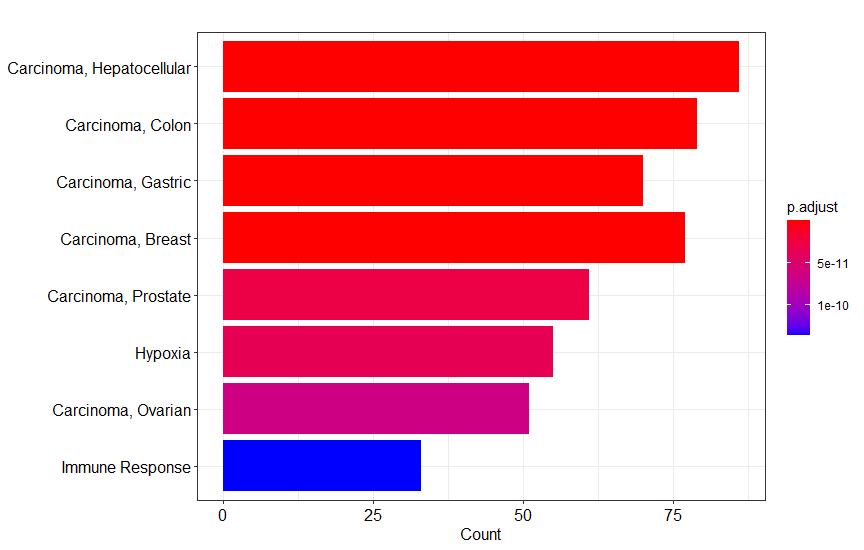 Carcinoma, Hepatocellular
Carcinoma, Colon
Carcinoma, Gastric
Carcinoma, Breast
Carcinoma, Prostate
Hypoxia
Carcinoma, Ovarian
Immune Response
0 25 50 75
Count
p.adjust
5e-11
1e-10